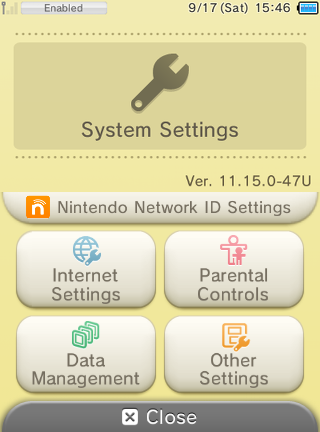 Enabled 9/17 (Sat) 15:46
System Settings
Ver. 11.15.0-47U
Nintendo Network ID Settings
Internet
Settings
Parental
Controls
Data
Management
Other
Settings
Close